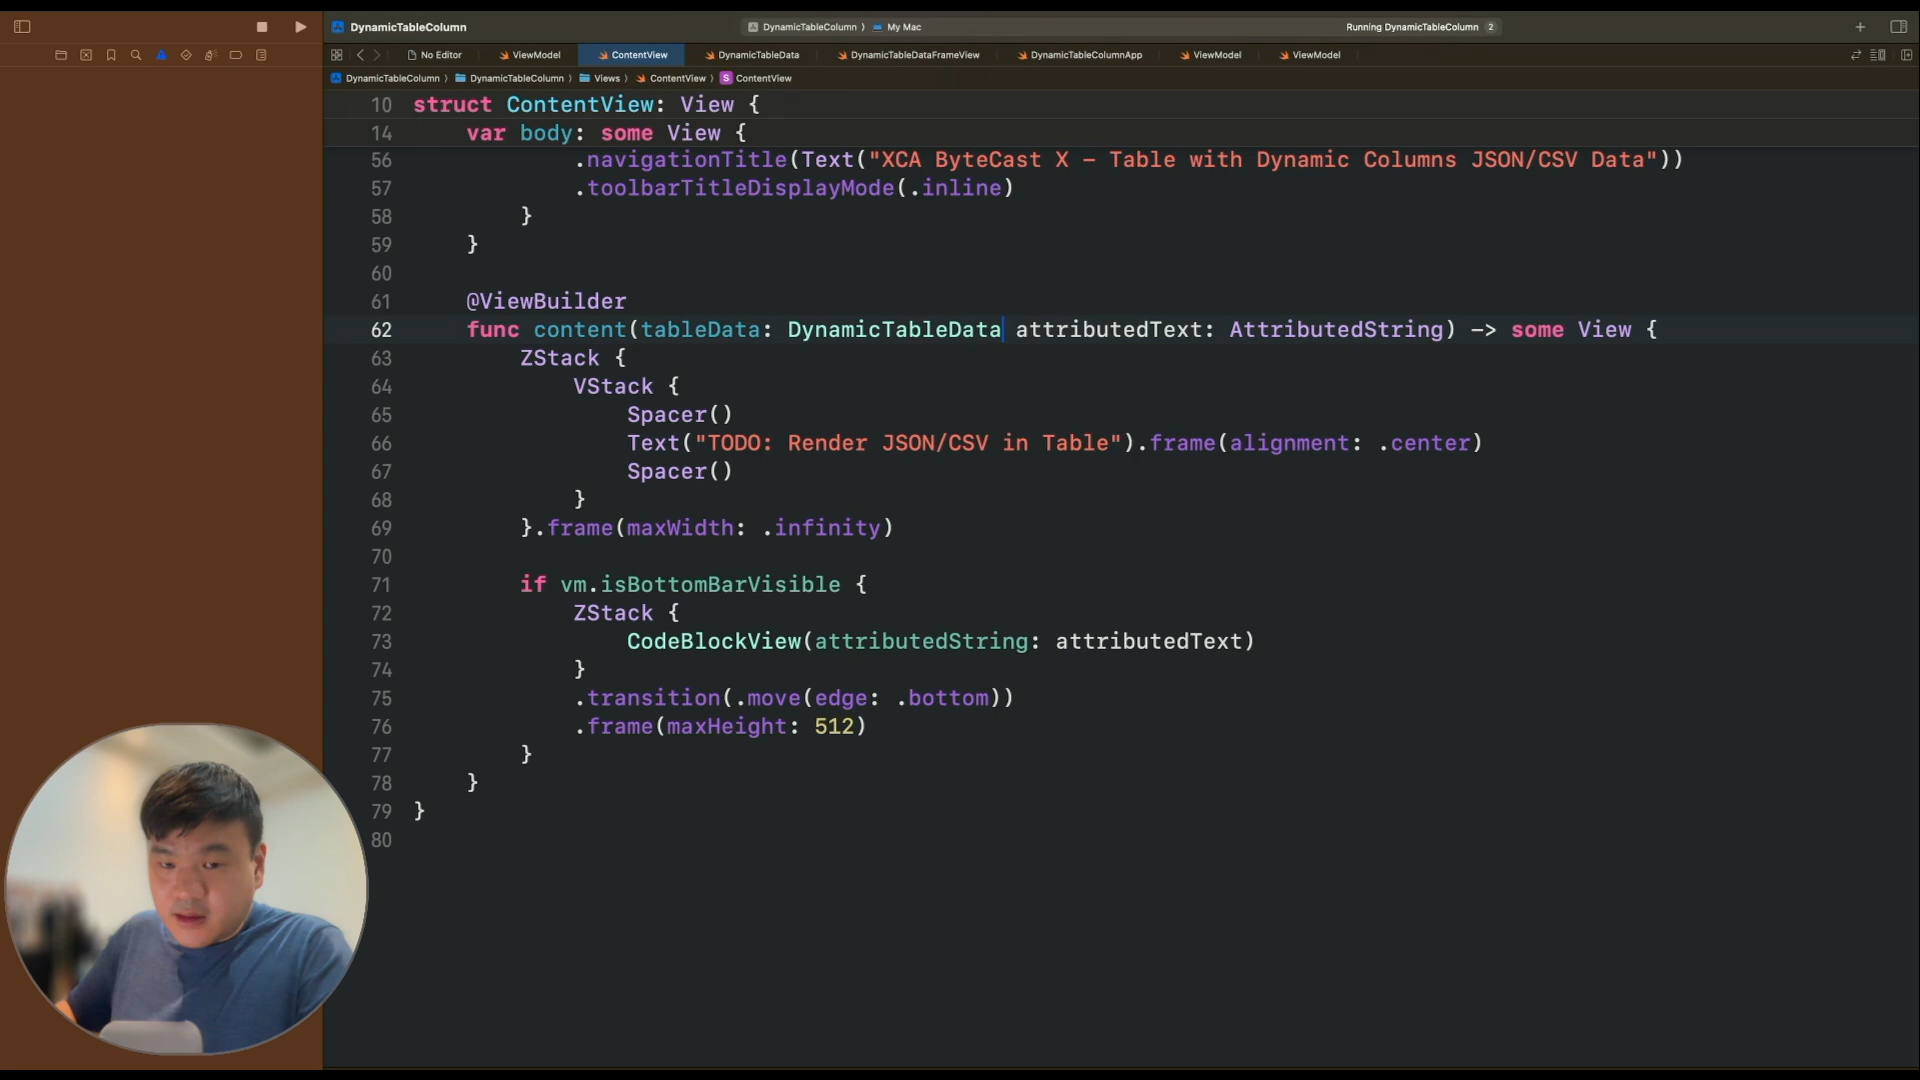 DynamicTableColumn
DynamicTableColumn 〉 My Mac
Running DynamicTableColumn 2
No Editor
ViewModel
ContentView
DynamicTableData
DynamicTableDataFrameView
DynamicTableColumnApp
ViewModel
ViewModel
DynamicTableColumn 〉 DynamicTableColumn 〉 Views 〉 ContentView 〉 S ContentView
10 struct ContentView: View {
14 var body: some View {
56 .navigationTitle(Text("XCA ByteCast X – Table with Dynamic Columns JSON/CSV Data"))
57 .toolbarTitleDisplayMode(.inline)
58 }
59 }
60
61 @ViewBuilder
62 func content(tableData: DynamicTableData attributedText: AttributedString) -> some View {
63 ZStack {
64 VStack {
65 Spacer()
66 Text("TODO: Render JSON/CSV in Table").frame(alignment: .center)
67 Spacer()
68 }
69 }.frame(maxWidth: .infinity)
70
71 if vm.isBottomBarVisible {
72 ZStack {
73 CodeBlockView(attributedString: attributedText)
74 }
75 .transition(.move(edge: .bottom))
76 .frame(maxHeight: 512)
77 }
78 }
79 }
80